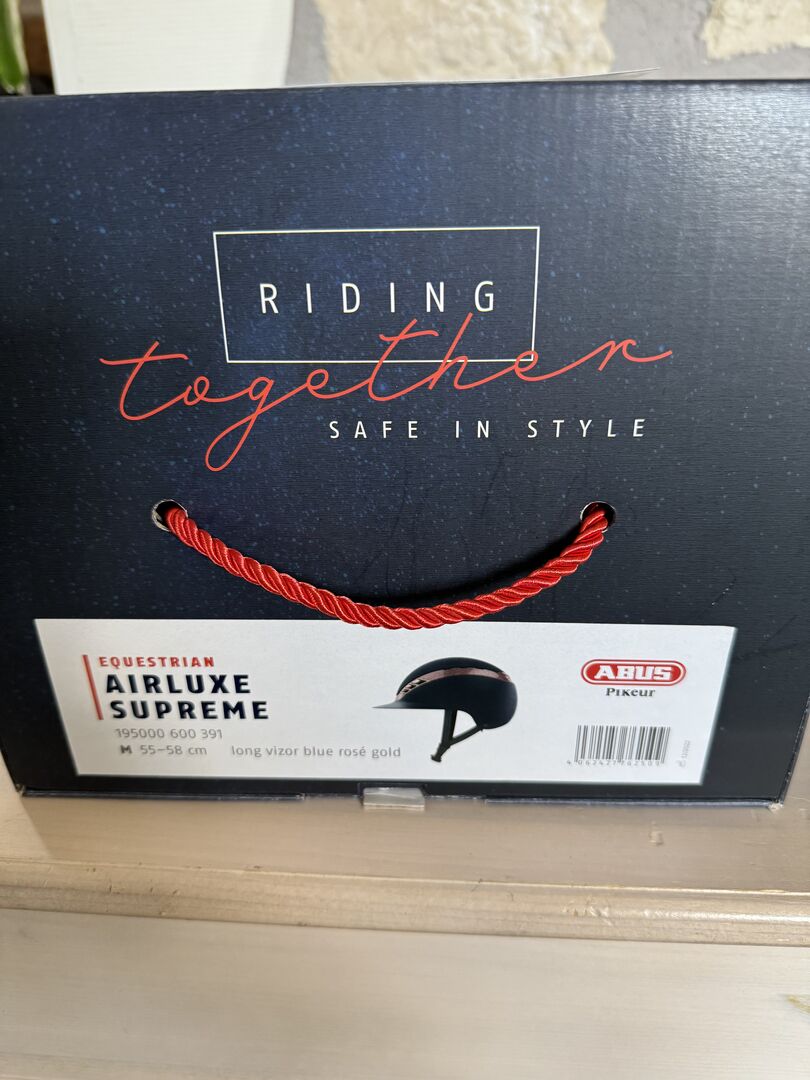 RIDING
together
SAFE IN STYLE
EQUESTRIAN
AIRLUXE
SUPREME
195000 600 391
M 55–58 cm long vizor blue rosé gold
ABUS
PIKEUR